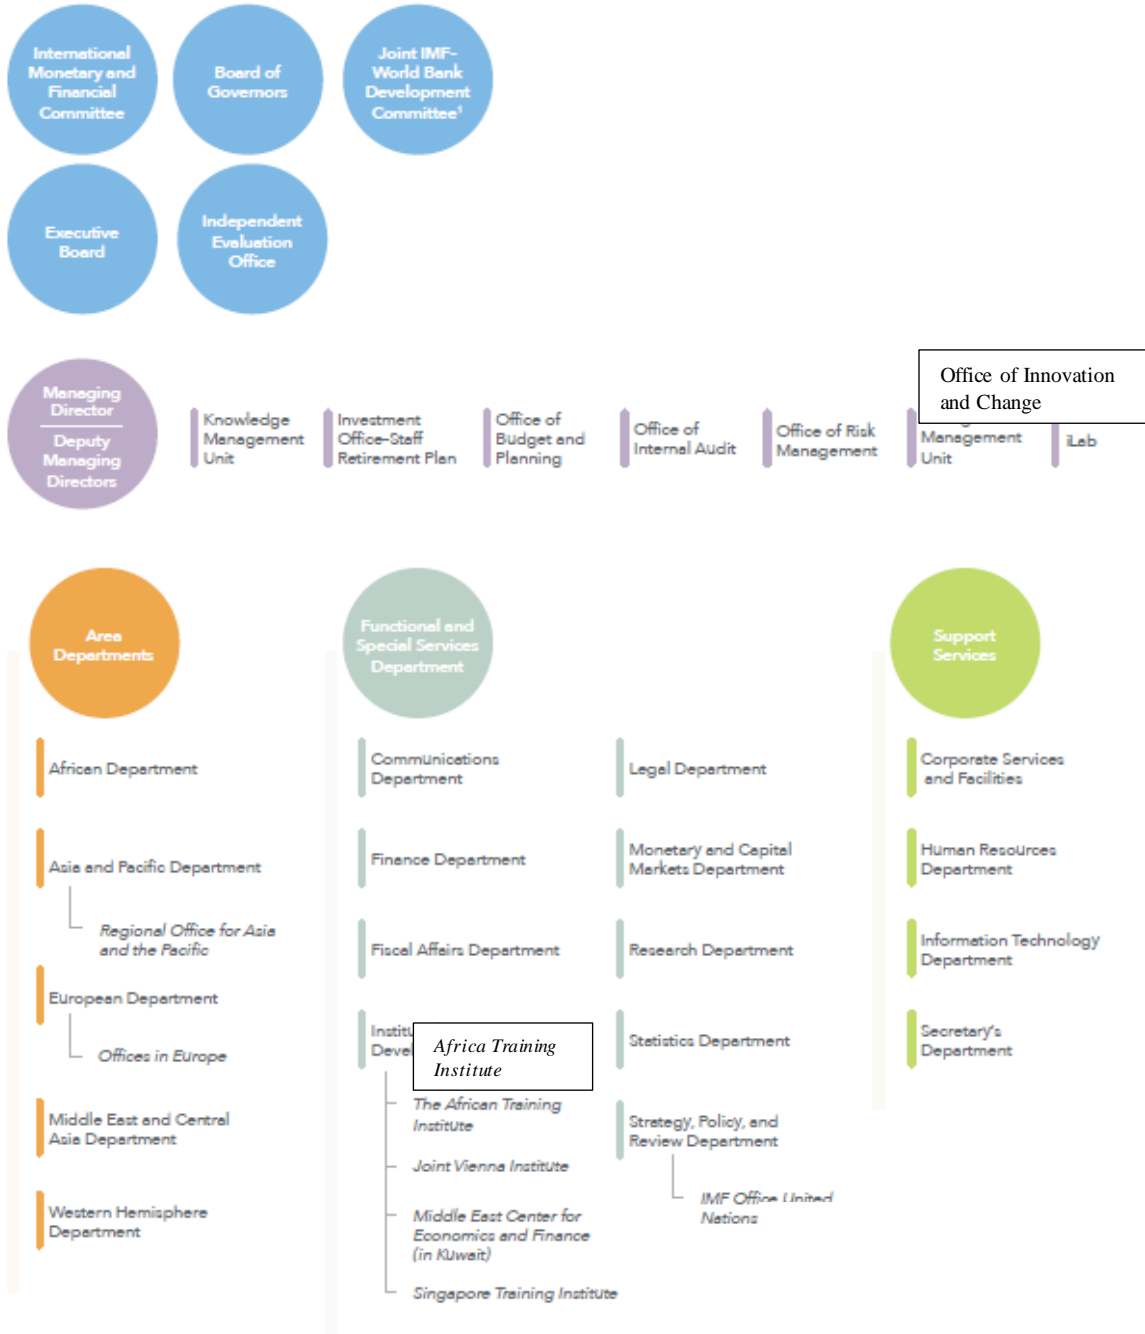 International
Monetary and
Financial
Committee
Board of
Governors
Joint IMF-
World Bank
Development
Committee¹
Executive
Board
Independent
Evaluation
Office
Managing
Director
Deputy
Managing
Directors
Knowledge
Management
Unit
Investment
Office–Staff
Retirement Plan
Office of
Budget and
Planning
Office of
Internal Audit
Office of Risk
Management
Office of Innovation
and Change
Management
Unit
iLab
Area
Departments
African Department
Asia and Pacific Department
Regional Office for Asia
and the Pacific
European Department
Offices in Europe
Middle East and Central
Asia Department
Western Hemisphere
Department
Functional and
Special Services
Department
Communications
Department
Finance Department
Fiscal Affairs Department
Africa Training
Institute
The African Training
Institute
Joint Vienna Institute
Middle East Center for
Economics and Finance
(in Kuwait)
Singapore Training Institute
Legal Department
Monetary and Capital
Markets Department
Research Department
Statistics Department
Strategy, Policy, and
Review Department
IMF Office United
Nations
Support
Services
Corporate Services
and Facilities
Human Resources
Department
Information Technology
Department
Secretary's
Department